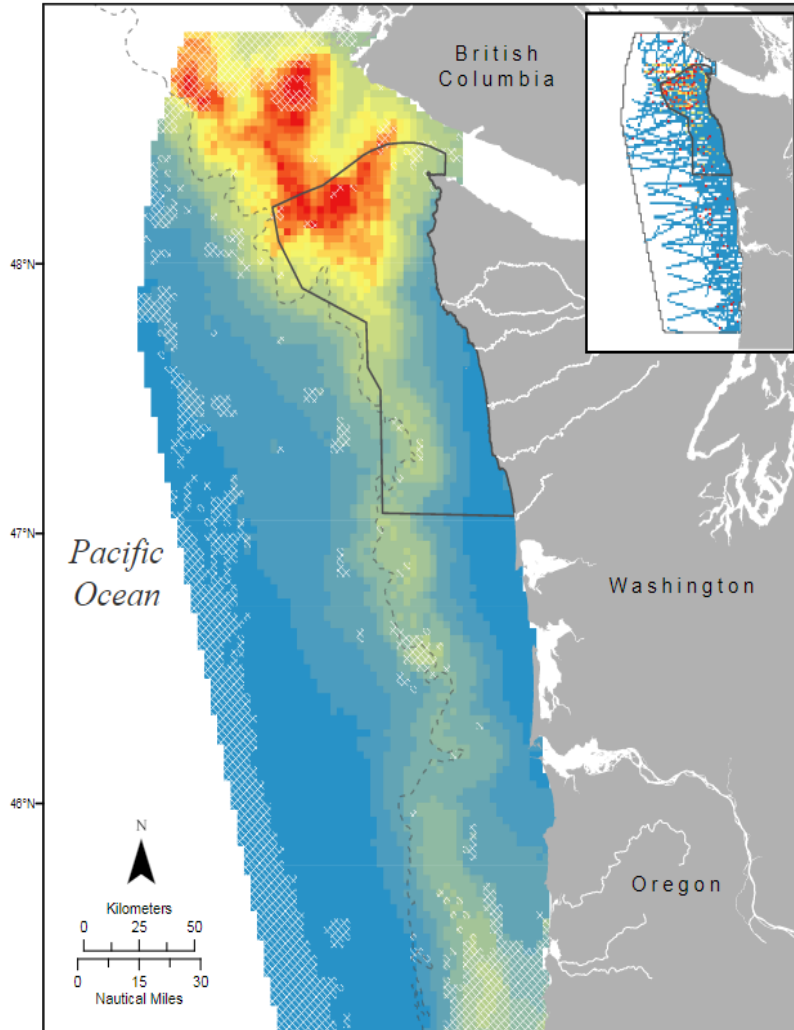 British
Columbia
48°N
47°N
Pacific
Ocean
Washington
46°N
N
Oregon
Kilometers
0 25 50
0 15 30
Nautical Miles